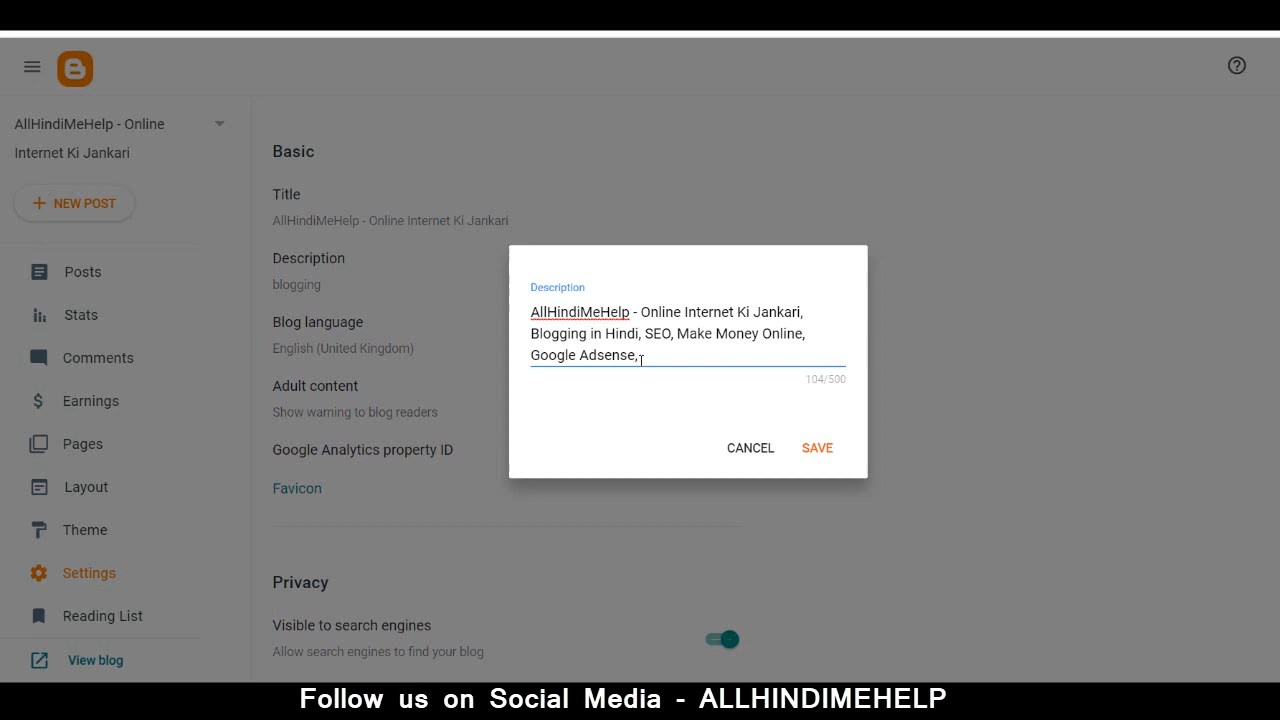 AllHindiMeHelp - Online
Internet Ki Jankari
NEW POST
Posts
Stats
Comments
Earnings
Pages
Layout
Theme
Settings
Reading List
View blog
Basic
Title
AllHindiMeHelp - Online Internet Ki Jankari
Description
blogging
Blog language
English (United Kingdom)
Adult content
Show warning to blog readers
Google Analytics property ID
Favicon
Privacy
Visible to search engines
Allow search engines to find your blog
Description
AllHindiMeHelp - Online Internet Ki Jankari,
Blogging in Hindi, SEO, Make Money Online,
Google Adsense,
104/500
CANCEL SAVE
Follow us on Social Media - ALLHINDIMEHELP